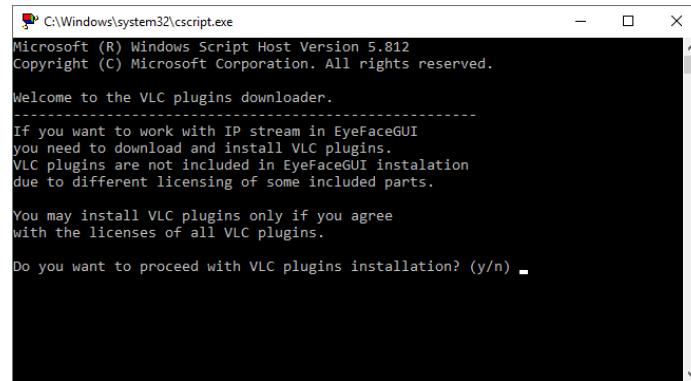 C:\Windows\system32\cscript.exe
Microsoft (R) Windows Script Host Version 5.812
Copyright (C) Microsoft Corporation. All rights reserved.
Welcome to the VLC plugins downloader.
----------------------------------------------------
If you want to work with IP stream in EyeFaceGUI
you need to download and install VLC plugins.
VLC plugins are not included in EyeFaceGUI instalation
due to different licensing of some included parts.
You may install VLC plugins only if you agree
with the licenses of all VLC plugins.
Do you want to proceed with VLC plugins installation? (y/n)